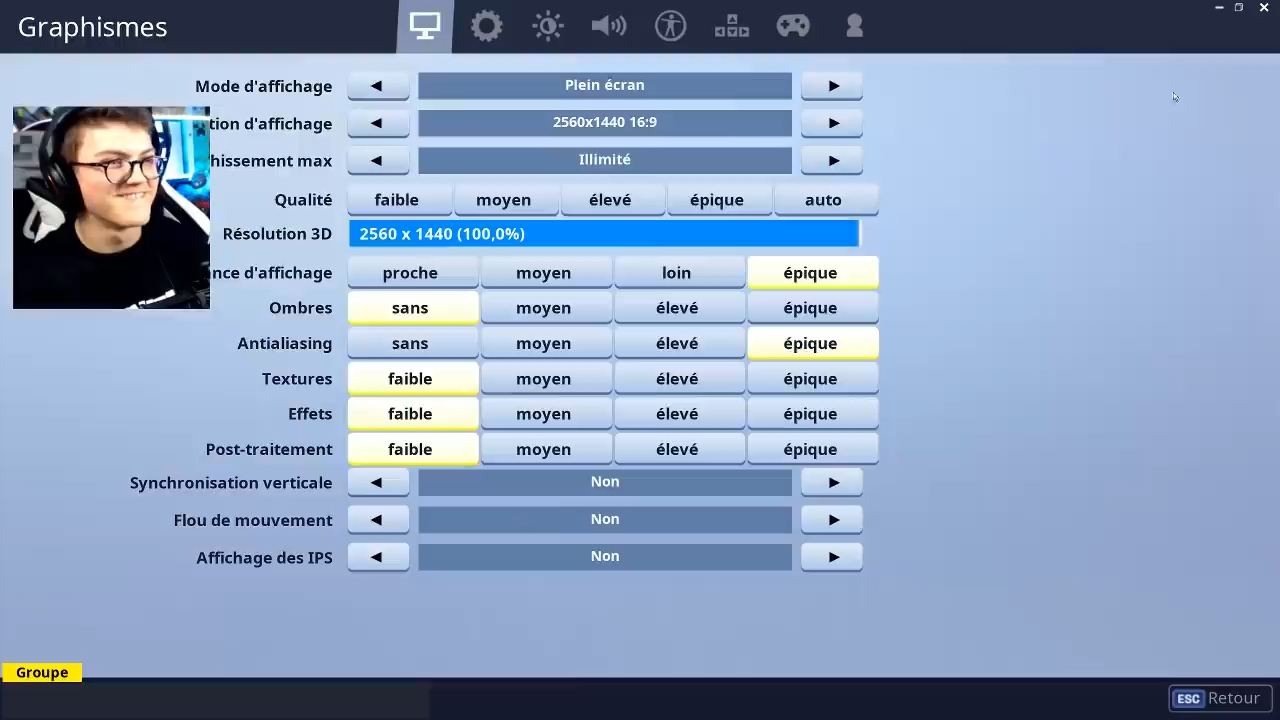 Graphismes
Mode d'affichage ◄ Plein écran ►
tion d'affichage ◄ 2560x1440 16:9 ►
hissement max ◄ Illimité ►
Qualité faible moyen élevé épique auto
Résolution 3D 2560 x 1440 (100,0%)
nce d'affichage proche moyen loin épique
Ombres sans moyen élevé épique
Antialiasing sans moyen élevé épique
Textures faible moyen élevé épique
Effets faible moyen élevé épique
Post-traitement faible moyen élevé épique
Synchronisation verticale ◄ Non ►
Flou de mouvement ◄ Non ►
Affichage des IPS ◄ Non ►
Groupe
ESC Retour